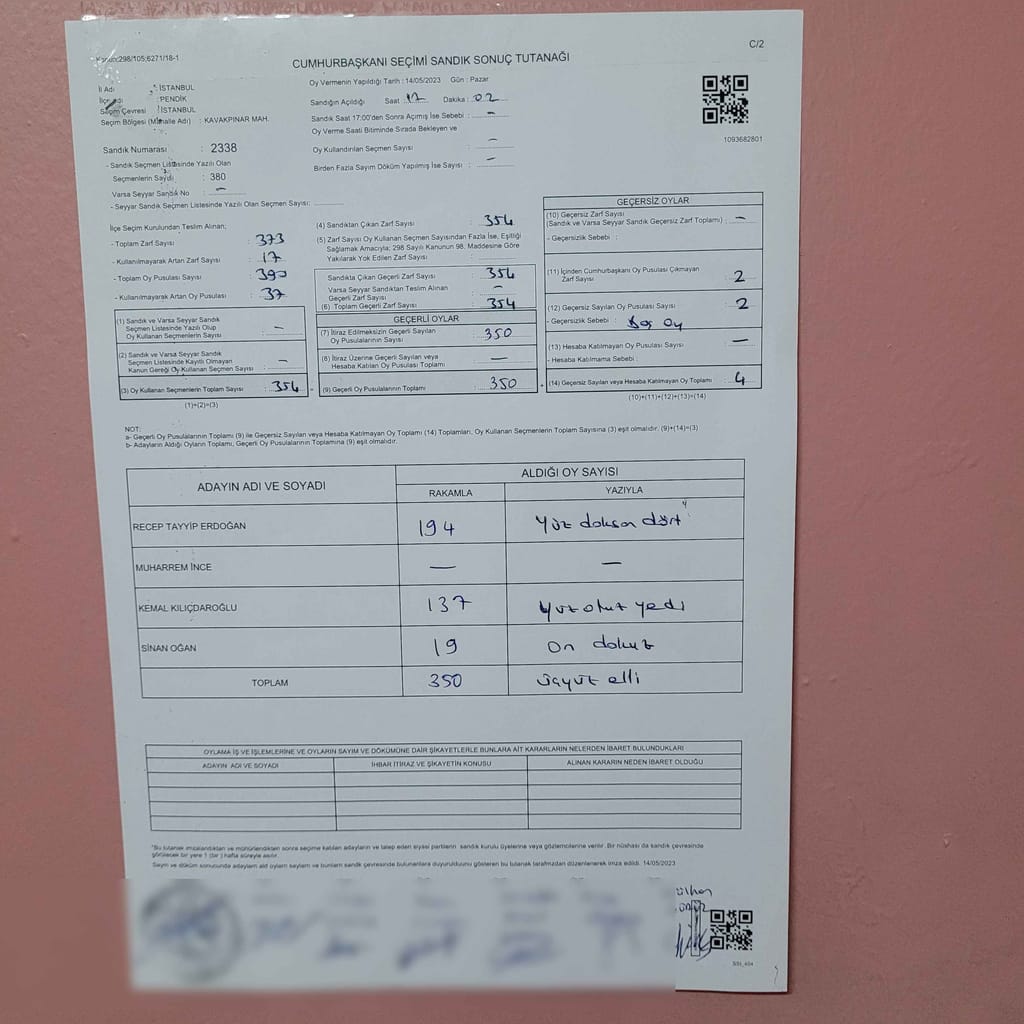 Kanun:298/105;6271/18-1
C/2
CUMHURBAŞKANI SEÇİMİ SANDIK SONUÇ TUTANAĞI
İl Adı : İSTANBUL
İlçe Adı : PENDİK
Seçim Çevresi : İSTANBUL
Seçim Bölgesi (Mahalle Adı) : KAVAKPINAR MAH.
Sandık Numarası : 2338
- Sandık Seçmen Listesinde Yazılı Olan
Seçmenlerin Sayısı : 380
Varsa Seyyar Sandık No : —
- Seyyar Sandık Seçmen Listesinde Yazılı Olan Seçmen Sayısı:
Oy Vermenin Yapıldığı Tarih : 14/05/2023 Gün : Pazar
Sandığın Açıldığı Saat : 17 Dakika : 02
Sandık Saat 17:00'den Sonra Açımış İse Sebebi : —
Oy Verme Saati Bitiminde Sırada Bekleyen ve
Oy Kullandırılan Seçmen Sayısı : —
Birden Fazla Sayım Döküm Yapılmış İse Sayısı : —
1093682801
İlçe Seçim Kurulundan Teslim Alınan;
- Toplam Zarf Sayısı : 373
- Kullanılmayarak Artan Zarf Sayısı : 17
- Toplam Oy Pusulası Sayısı : 390
- Kullanılmayarak Artan Oy Pusulası : 37
(1) Sandık ve Varsa Seyyar Sandık
Seçmen Listesinde Yazılı Olup
Oy Kullanan Seçmenlerin Sayısı : —
(2) Sandık ve Varsa Seyyar Sandık
Seçmen Listesinde Kayıtlı Olmayan
Kanun Gereği Oy Kullanan Seçmen Sayısı : —
(3) Oy Kullanan Seçmenlerin Toplam Sayısı : 354
(1)+(2)=(3)
(4) Sandıktan Çıkan Zarf Sayısı : 354
(5) Zarf Sayısı Oy Kullanan Seçmen Sayısından Fazla İse, Eşitliği
Sağlamak Amacıyla; 298 Sayılı Kanunun 98. Maddesine Göre
Yakılarak Yok Edilen Zarf Sayısı :
Sandıkta Çıkan Geçerli Zarf Sayısı : 354
Varsa Seyyar Sandıktan Teslim Alınan
Geçerli Zarf Sayısı : —
(6) Toplam Geçerli Zarf Sayısı : 354
GEÇERLİ OYLAR
(7) İtiraz Edilmeksizin Geçerli Sayılan
Oy Pusulalarının Sayısı : 350
(8) İtiraz Üzerine Geçerli Sayılan veya
Hesaba Katılan Oy Pusulası Toplamı : —
(9) Geçerli Oy Pusulalarının Toplamı : 350
GEÇERSİZ OYLAR
(10) Geçersiz Zarf Sayısı
(Sandık ve Varsa Seyyar Sandık Geçersiz Zarf Toplamı) : —
- Geçersizlik Sebebi :
(11) İçinden Cumhurbaşkanı Oy Pusulası Çıkmayan
Zarf Sayısı : 2
(12) Geçersiz Sayılan Oy Pusulası Sayısı : 2
- Geçersizlik Sebebi : Boş Oy
(13) Hesaba Katılmayan Oy Pusulası Sayısı : —
- Hesaba Katılmama Sebebi :
(14) Geçersiz Sayılan veya Hesaba Katılmayan Oy Toplamı : 4
(10)+(11)+(12)+(13)=(14)
NOT:
a- Geçerli Oy Pusulalarının Toplamı (9) ile Geçersiz Sayılan veya Hesaba Katılmayan Oy Toplamı (14) Toplamları; Oy Kullanan Seçmenlerin Toplam Sayısına (3) eşit olmalıdır. (9)+(14)=(3)
b- Adayların Aldığı Oyların Toplamı, Geçerli Oy Pusulalarının Toplamına (9) eşit olmalıdır.
ADAYIN ADI VE SOYADI
ALDIĞI OY SAYISI
RAKAMLA YAZIYLA
RECEP TAYYİP ERDOĞAN 194 Yüz doksan dört
MUHARREM İNCE — —
KEMAL KILIÇDAROĞLU 137 Yüz otuz yedi
SİNAN OĞAN 19 On dokuz
TOPLAM 350 üçyüz elli
OYLAMA İŞ VE İŞLEMLERİNE VE OYLARIN SAYIM VE DÖKÜMÜNE DAİR ŞİKAYETLERLE BUNLARA AİT KARARLARIN NELERDEN İBARET BULUNDUKLARI
ADAYIN ADI VE SOYADI İHBAR İTİRAZ VE ŞİKAYETİN KONUSU ALINAN KARARIN NEDEN İBARET OLDUĞU
"Bu tutanak imzalandıktan ve mühürlendikten sonra seçime katılan adayların ve talep eden siyasi partilerin sandık kurulu üyelerine veya gözlemcilerine verilir. Bir nüshası da sandık çevresinde
görülecek bir yere 1 (bir) hafta süreyle asılır.
Sayım ve döküm sonucunda adayların aldığı oyların sayısını ve bunların sandık çevresinde bulunanlara duyurulduğunu gösteren bu tutanak tarafımızdan düzenlenerek imza edildi. 14/05/2023